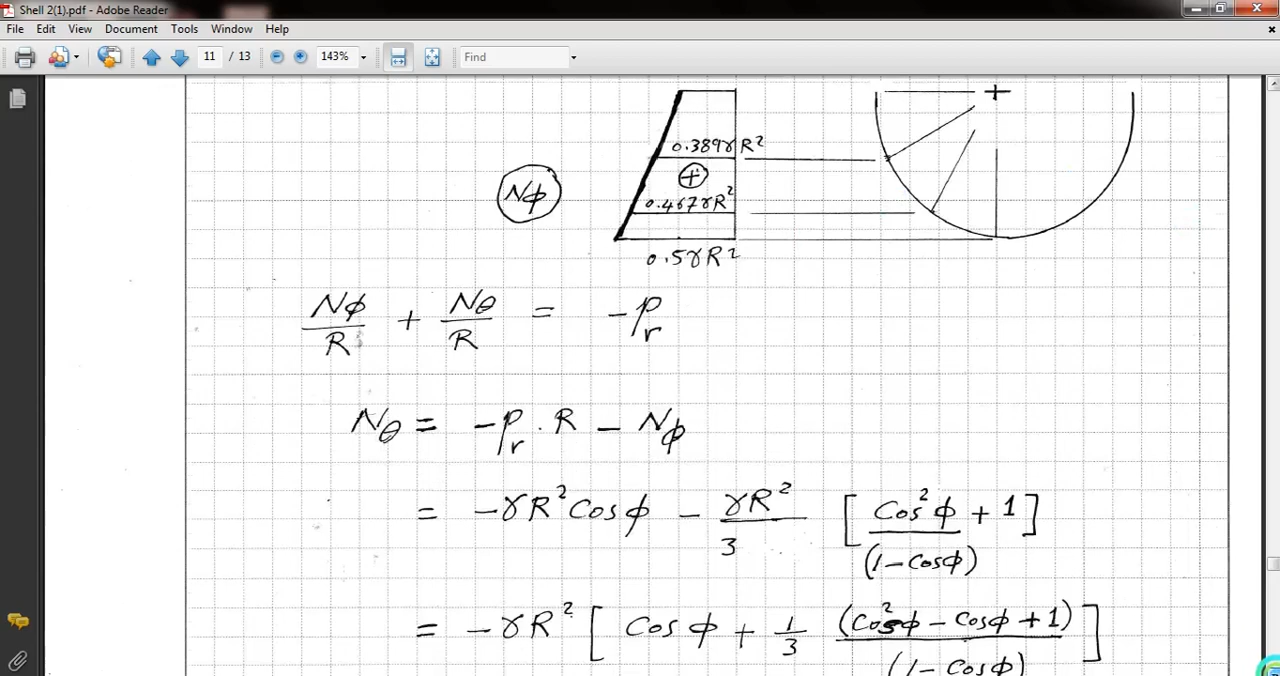 Shell 2(1).pdf - Adobe Reader
File Edit View Document Tools Window Help
11 / 13 143% Find
0.389γR²
Nϕ
+
0.467γR²
0.5γR²
Nϕ/R + Nθ/R = -pr
Nθ = -pr . R - Nϕ
= -γR² Cosϕ - γR²/3 [Cos²ϕ + 1 / (1-cosϕ)]
= -γR² [Cosϕ + 1/3 (Cos²ϕ - Cosϕ + 1) / (1-Cosϕ)]